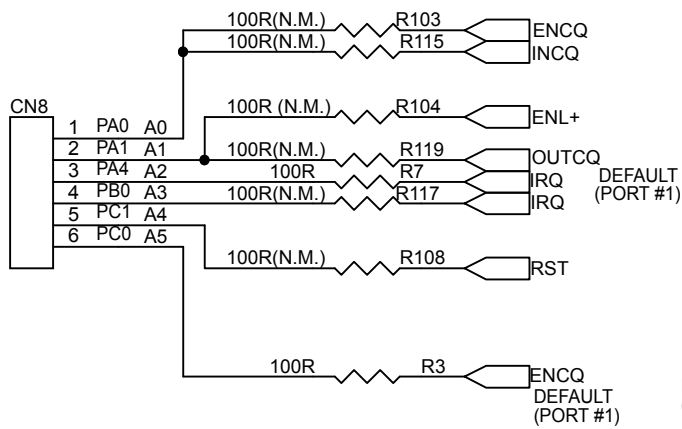 100R(N.M.) R103 ENCQ
100R(N.M.) R115 INCQ
CN8
100R (N.M.) R104 ENL+
1 PA0 A0
2 PA1 A1 100R(N.M.) R119 OUTCQ
3 PA4 A2 100R R7 IRQ DEFAULT
(PORT #1)
4 PB0 A3 100R(N.M.) R117 IRQ
5 PC1 A4
6 PC0 A5
100R(N.M.) R108 RST
100R R3 ENCQ
DEFAULT
(PORT #1)